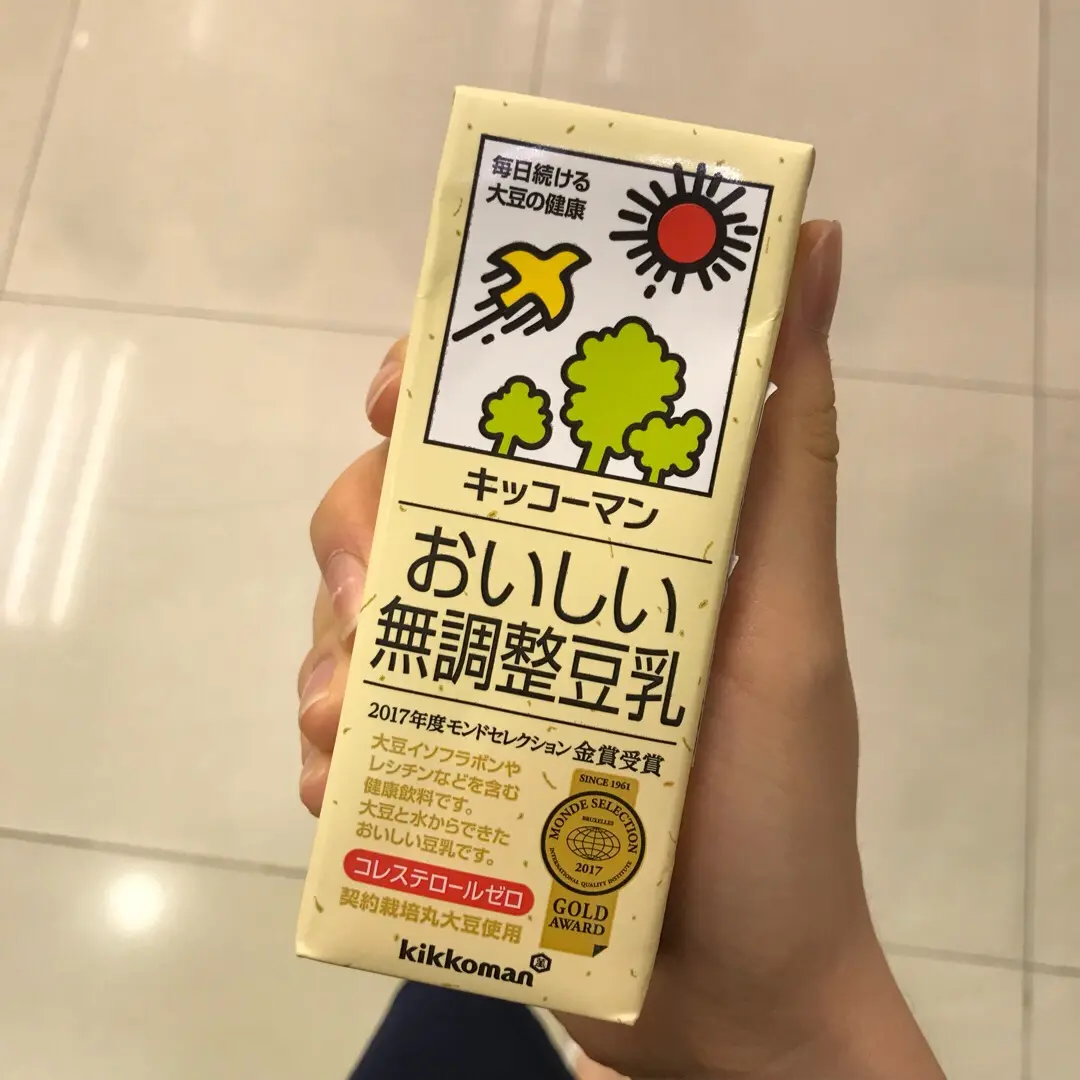 毎日続ける
大豆の健康
キッコーマン
おいしい
無調整豆乳
2017年度モンドセレクション 金賞受賞
大豆イソフラボンや
レシチンなどを含む
健康飲料です。
大豆と水からできた
おいしい豆乳です。
コレステロールゼロ
契約栽培丸大豆使用
SINCE 1961
MONDE SELECTION
BRUXELLES
2017
INTERNATIONAL QUALITY INSTITUTE
GOLD
AWARD
kikkoman